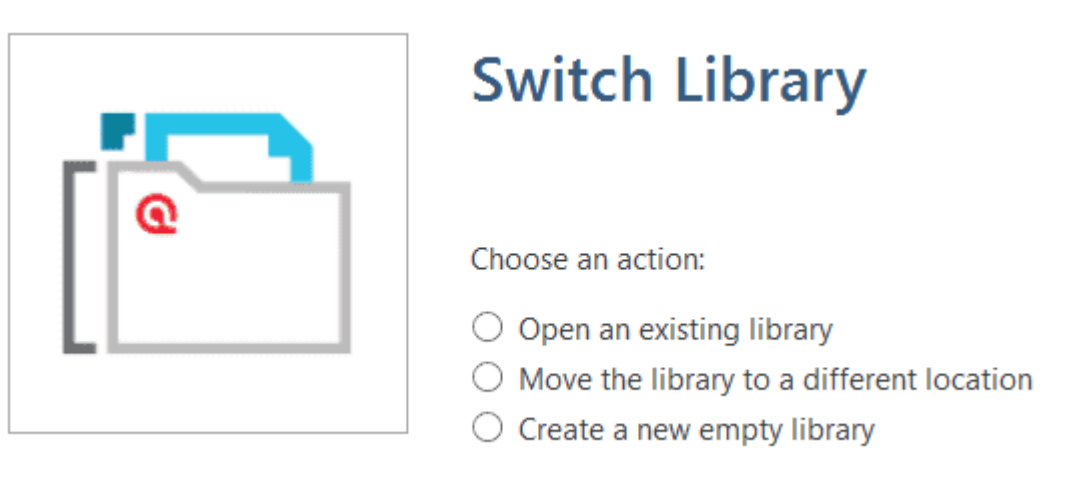 Switch Library
Choose an action:
Open an existing library
Move the library to a different location
Create a new empty library